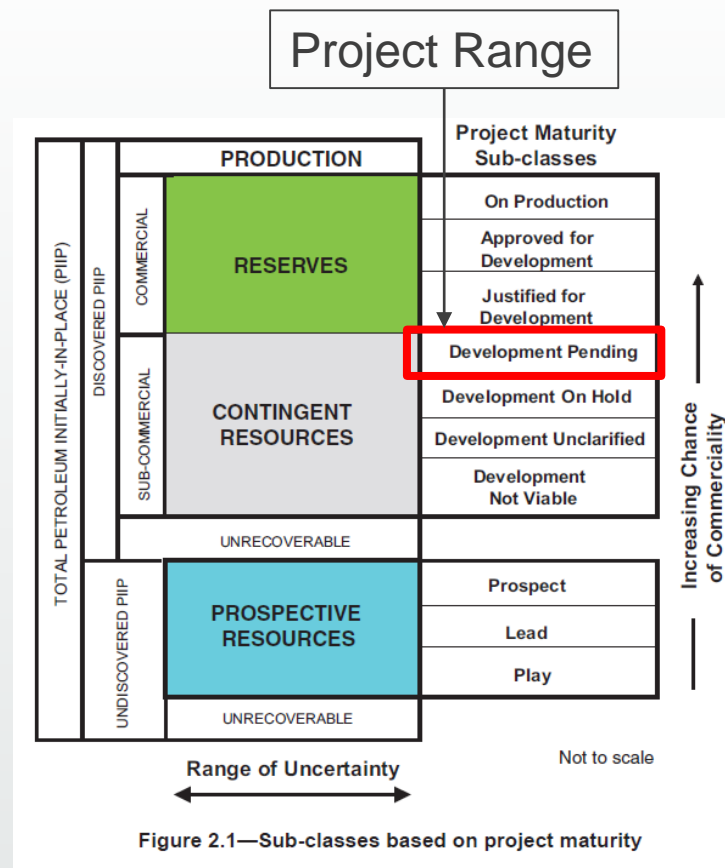 Project Range
Project Maturity
Sub-classes
PRODUCTION
TOTAL PETROLEUM INITIALLY-IN-PLACE (PIIP)
DISCOVERED PIIP
COMMERCIAL
RESERVES
On Production
Approved for
Development
Justified for
Development
SUB-COMMERCIAL
CONTINGENT
RESOURCES
Development Pending
Development On Hold
Development Unclarified
Development
Not Viable
UNRECOVERABLE
UNDISCOVERED PIIP
PROSPECTIVE
RESOURCES
Prospect
Lead
Play
UNRECOVERABLE
Increasing Chance
of Commerciality
Range of Uncertainty
Not to scale
Figure 2.1—Sub-classes based on project maturity